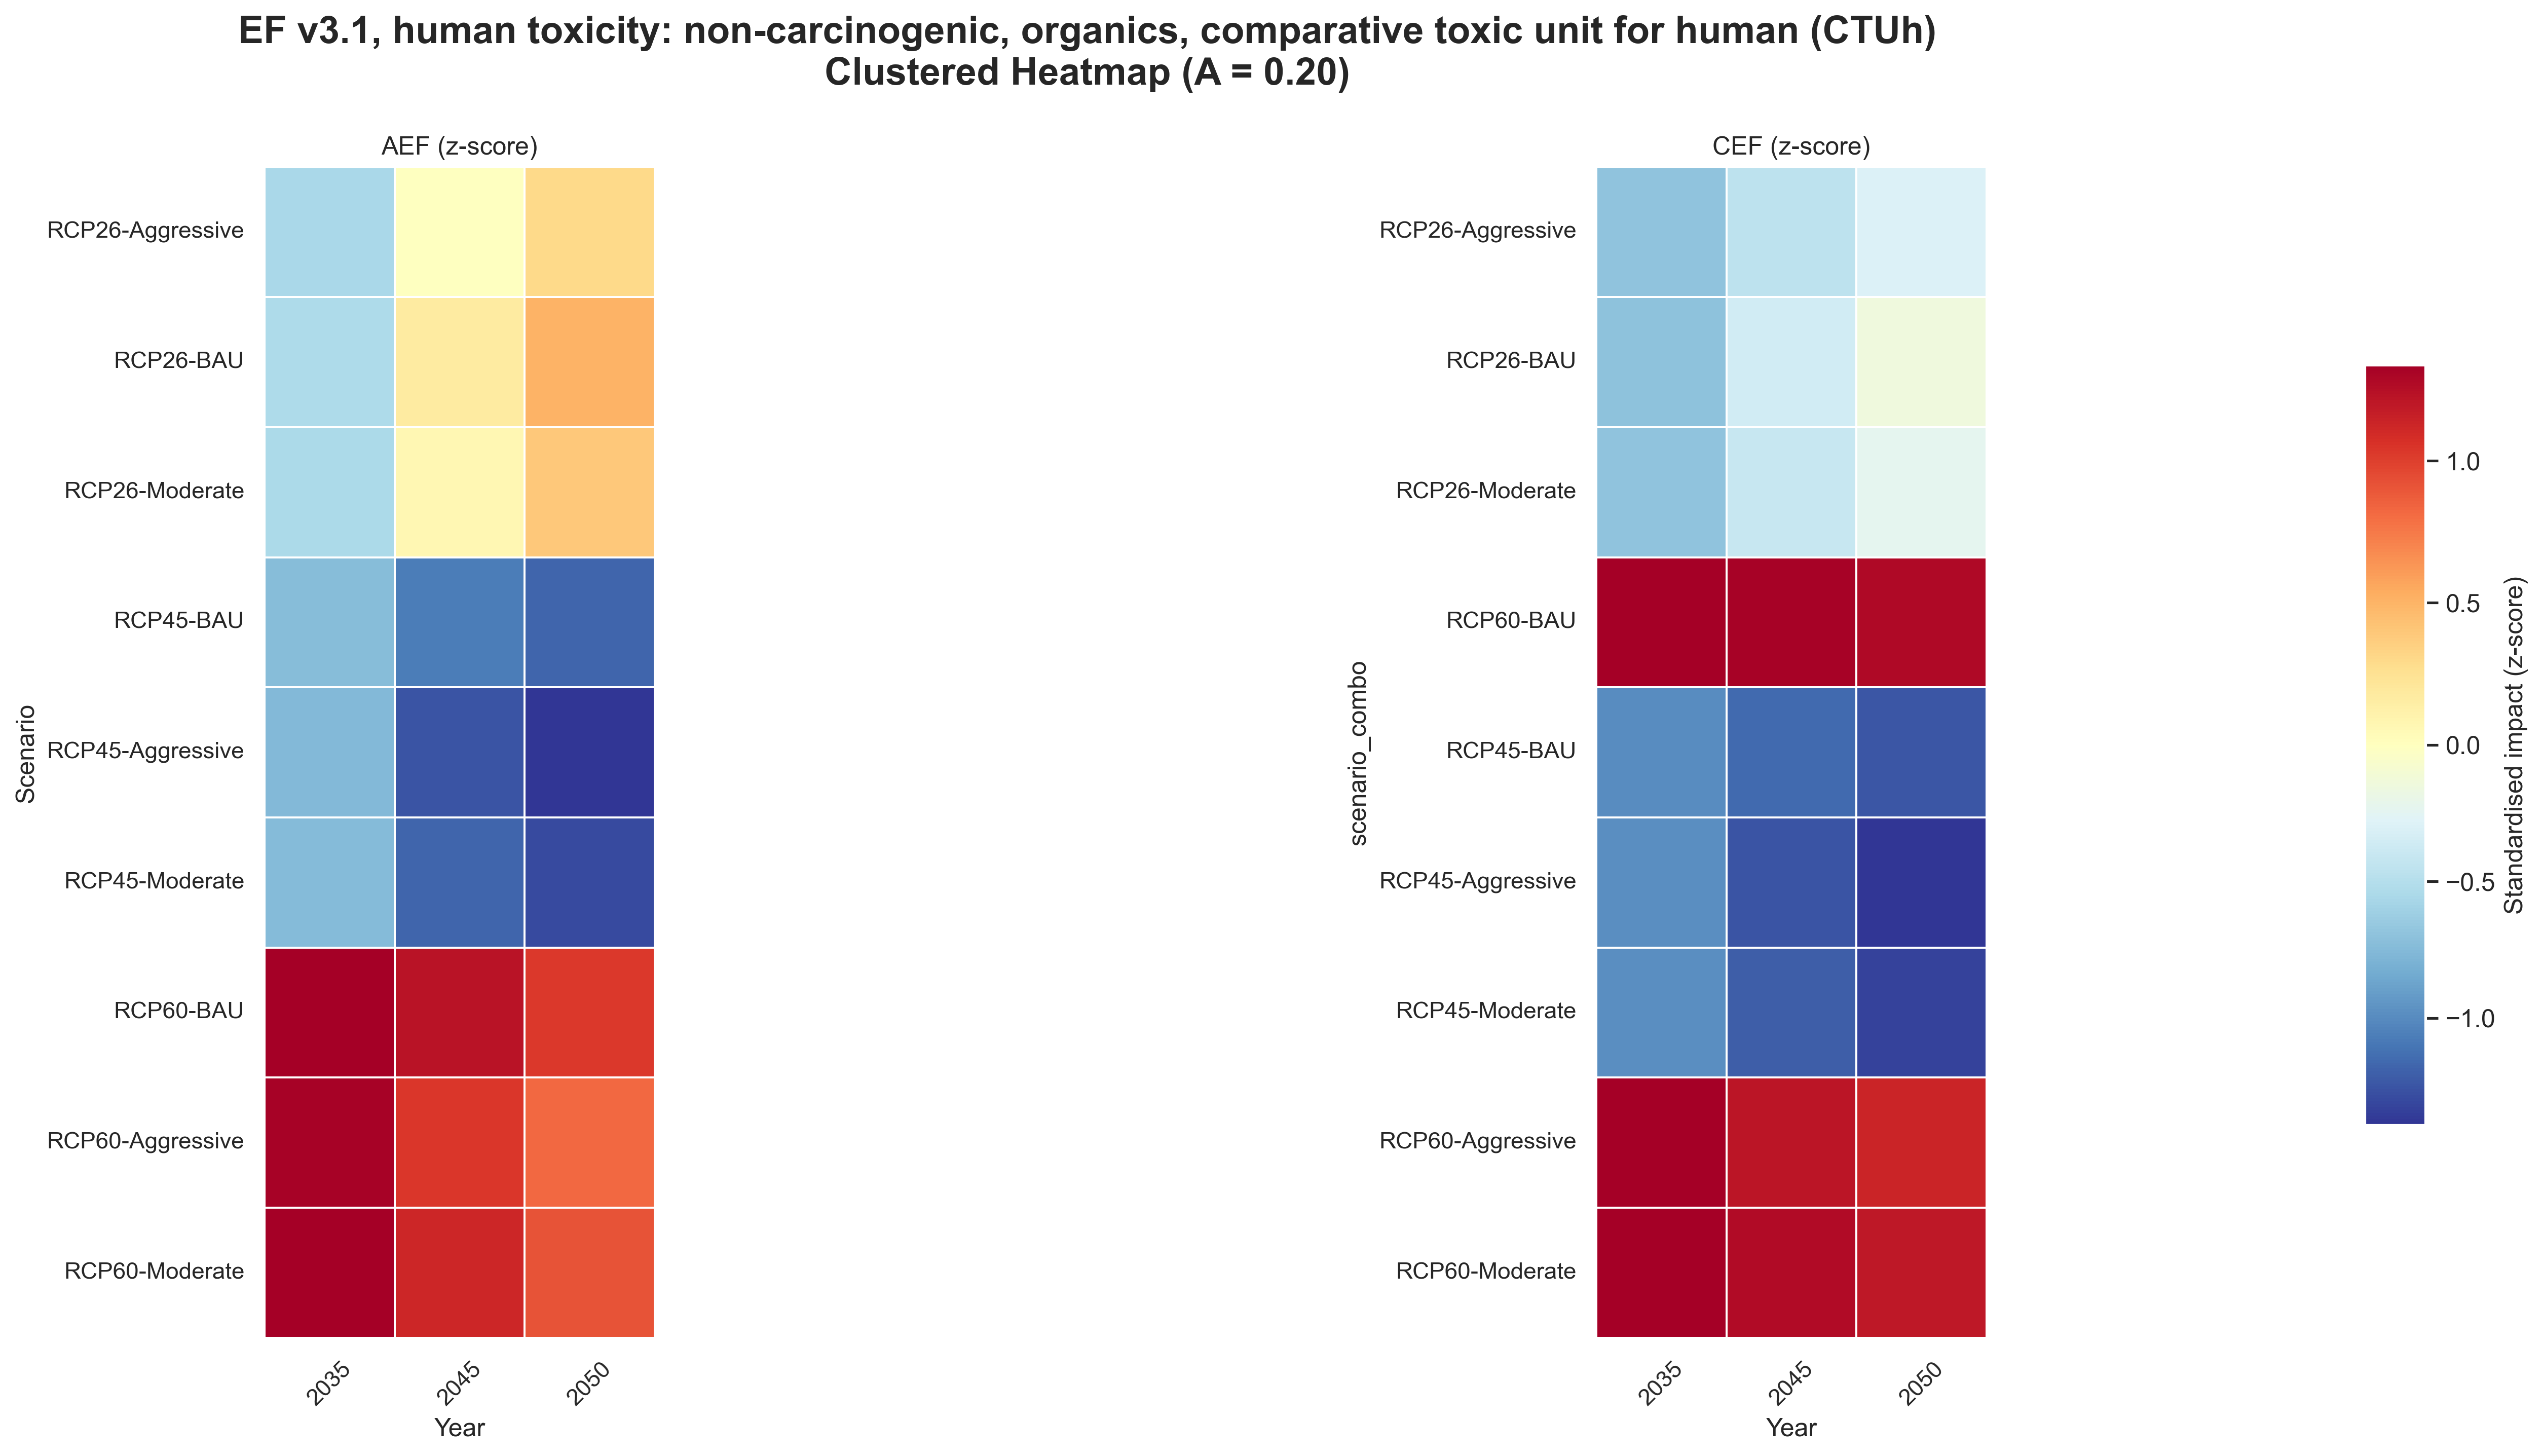 EF v3.1, human toxicity: non-carcinogenic, organics, comparative toxic unit for human (CTUh)
Clustered Heatmap (A = 0.20)
AEF (z-score)
Scenario
RCP26-Aggressive
RCP26-BAU
RCP26-Moderate
RCP45-BAU
RCP45-Aggressive
RCP45-Moderate
RCP60-BAU
RCP60-Aggressive
RCP60-Moderate
2035
2045
2050
Year
CEF (z-score)
scenario_combo
RCP26-Aggressive
RCP26-BAU
RCP26-Moderate
RCP60-BAU
RCP45-BAU
RCP45-Aggressive
RCP45-Moderate
RCP60-Aggressive
RCP60-Moderate
2035
2045
2050
Year
1.0
0.5
0.0
−0.5
−1.0
Standardised impact (z-score)